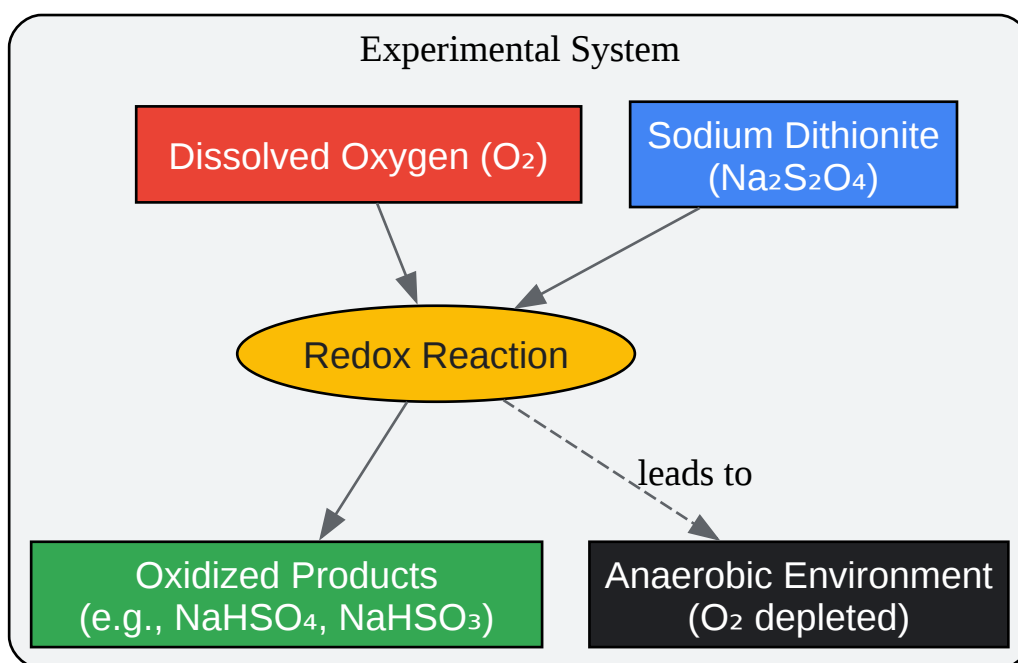 Experimental System
Dissolved Oxygen (O₂)
Sodium Dithionite
(Na₂S₂O₄)
Redox Reaction
leads to
Oxidized Products
(e.g., NaHSO₄, NaHSO₃)
Anaerobic Environment
(O₂ depleted)